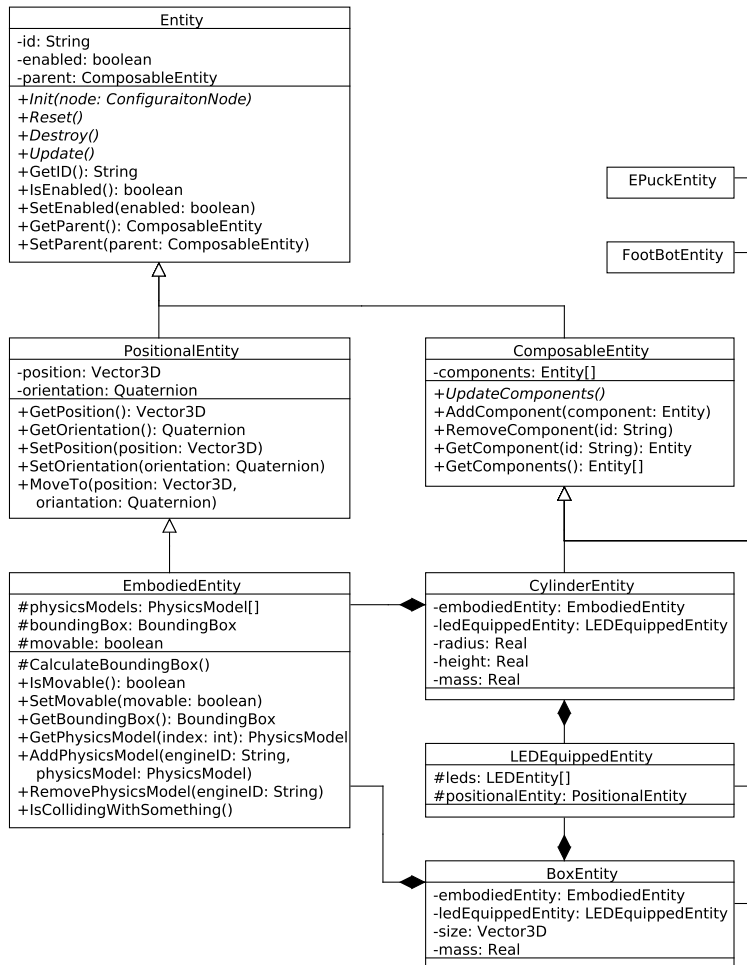 Entity
-id: String
-enabled: boolean
-parent: ComposableEntity
+Init(node: ConfiguraitonNode)
+Reset()
+Destroy()
+Update()
+GetID(): String
+IsEnabled(): boolean
+SetEnabled(enabled: boolean)
+GetParent(): ComposableEntity
+SetParent(parent: ComposableEntity)
EPuckEntity
FootBotEntity
PositionalEntity
-position: Vector3D
-orientation: Quaternion
+GetPosition(): Vector3D
+GetOrientation(): Quaternion
+SetPosition(position: Vector3D)
+SetOrientation(orientation: Quaternion)
+MoveTo(position: Vector3D,
oriantation: Quaternion)
ComposableEntity
-components: Entity[]
+UpdateComponents()
+AddComponent(component: Entity)
+RemoveComponent(id: String)
+GetComponent(id: String): Entity
+GetComponents(): Entity[]
EmbodiedEntity
#physicsModels: PhysicsModel[]
#boundingBox: BoundingBox
#movable: boolean
#CalculateBoundingBox()
+IsMovable(): boolean
+SetMovable(movable: boolean)
+GetBoundingBox(): BoundingBox
+GetPhysicsModel(index: int): PhysicsModel
+AddPhysicsModel(engineID: String,
physicsModel: PhysicsModel)
+RemovePhysicsModel(engineID: String)
+IsCollidingWithSomething()
CylinderEntity
-embodiedEntity: EmbodiedEntity
-ledEquippedEntity: LEDEquippedEntity
-radius: Real
-height: Real
-mass: Real
LEDEquippedEntity
#leds: LEDEntity[]
#positionalEntity: PositionalEntity
BoxEntity
-embodiedEntity: EmbodiedEntity
-ledEquippedEntity: LEDEquippedEntity
-size: Vector3D
-mass: Real